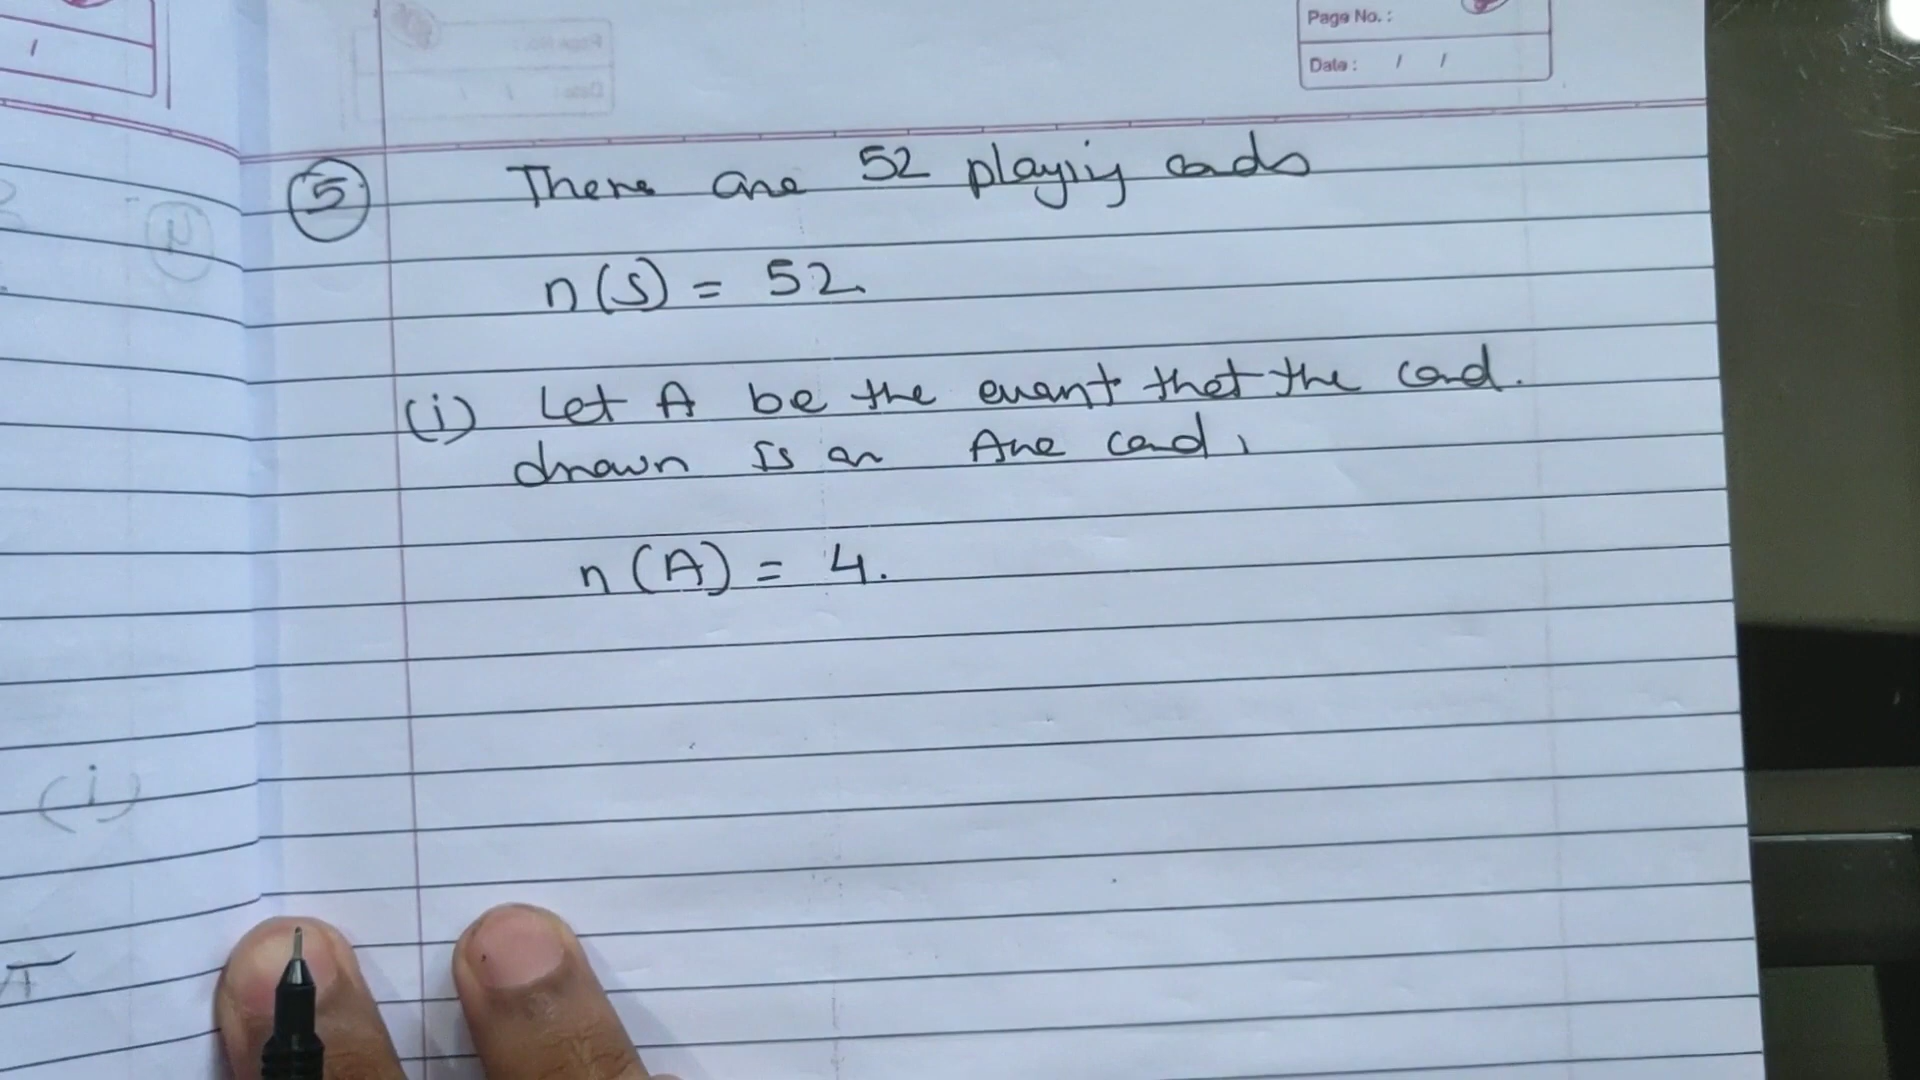 Page No. :
Date : / /
5 There are 52 playing cards
n(S) = 52.
(i) Let A be the event that the card.
drawn is an Ace card,
n(A) = 4.
(i)